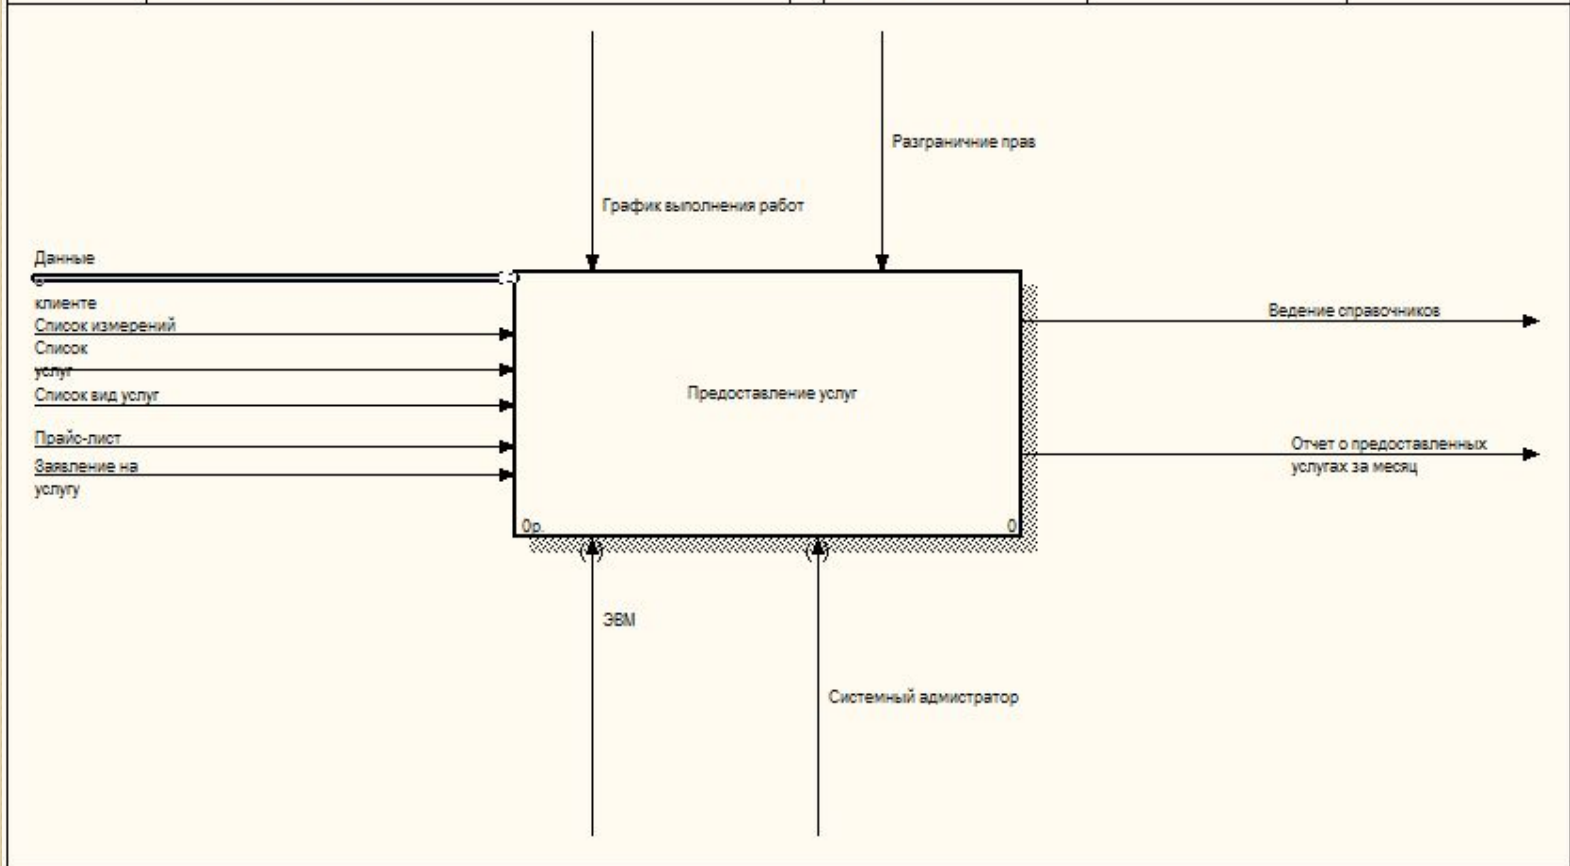 Разграничние прав
График выполнения работ
Данные
о
клиенте
Список измерений
Список
услуг
Список вид услуг
Прайс-лист
Заявление на
услугу
Предоставление услуг
0р.
0
Ведение справочников
Отчет о предоставленных
услугах за месяц
ЭВМ
Системный адмистратор